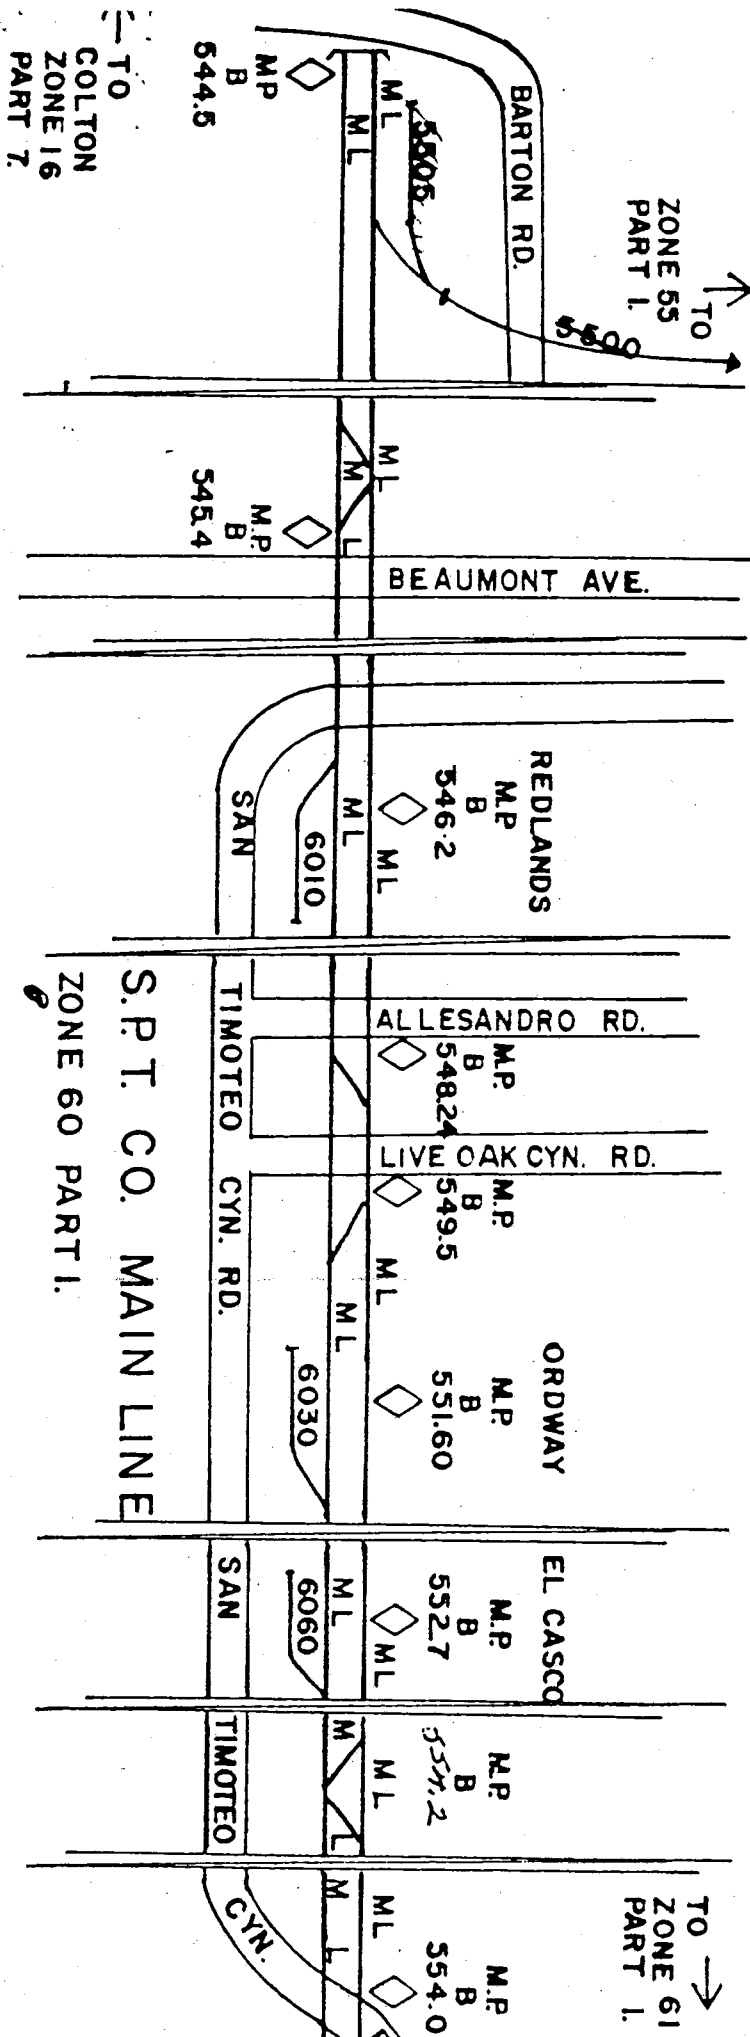 TO
COLTON
ZONE 16
PART 7.
MP
B
544.5
ML
ML
5505
BARTON RD.
TO
ZONE 55
PART 1.
5500
M.P.
B
545.4
ML
M L
BEAUMONT AVE.
REDLANDS
M.P
B
546.2
ML
ML
6010
SAN TIMOTEO CYN. RD.
ALLESANDRO RD.
M.P.
B
548.24
LIVE OAK CYN. RD.
M.P.
B
549.5
ML
ML
ORDWAY
M.P.
B
551.60
6030
S.P.T. CO. MAIN LINE
ZONE 60 PART 1.
EL CASCO
M.P.
B
552.7
ML
ML
6060
SAN TIMOTEO CYN.
M.P.
B
ML
M L
TO
ZONE 61
PART 1.
M.P
B
554.0
ML
M L